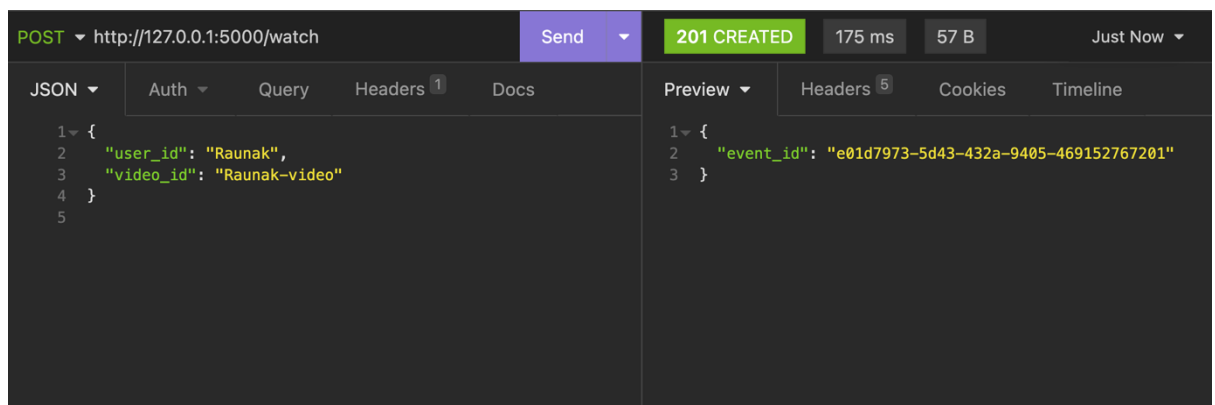 POST http://127.0.0.1:5000/watch Send
JSON Auth Query Headers 1 Docs
1 {
2 "user_id": "Raunak",
3 "video_id": "Raunak-video"
4 }
5
201 CREATED 175 ms 57 B Just Now
Preview Headers 5 Cookies Timeline
1 {
2 "event_id": "e01d7973-5d43-432a-9405-469152767201"
3 }